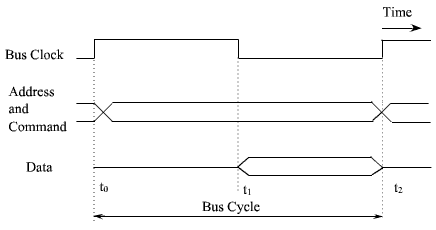 Time
Bus Clock
Address
and
Command
Data
t0
t1
t2
Bus Cycle